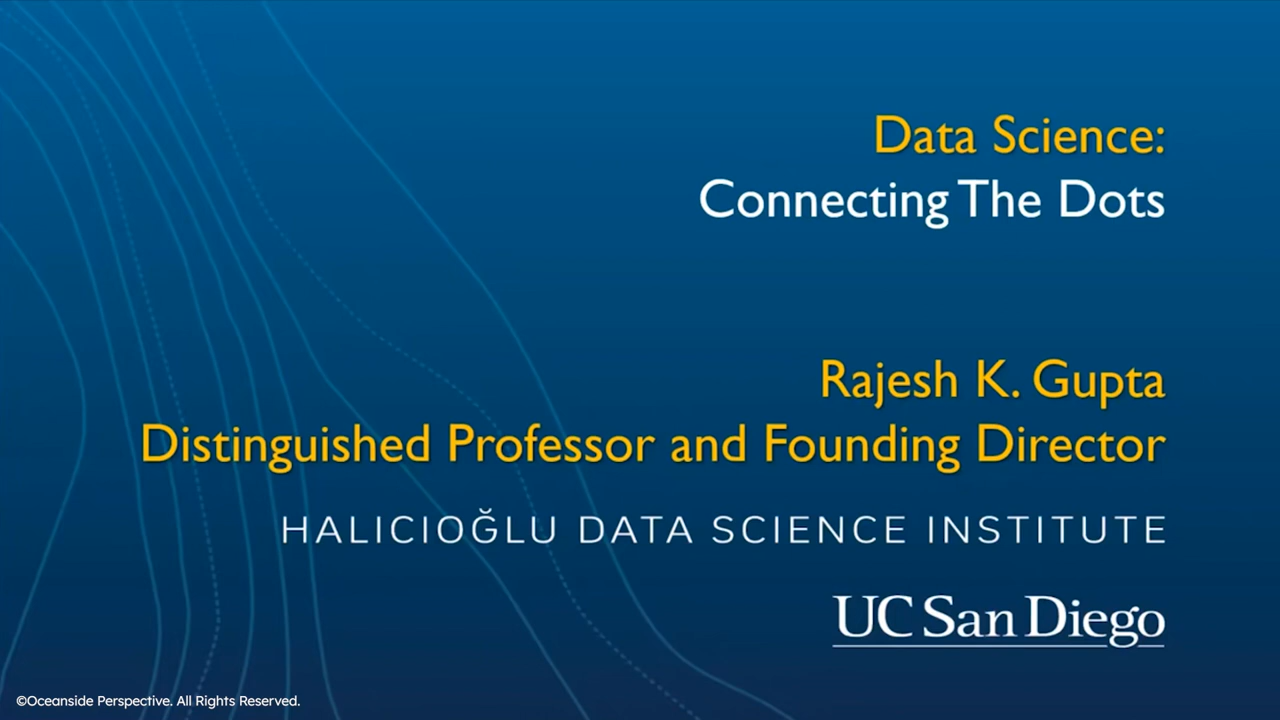 Data Science:
Connecting The Dots
Rajesh K. Gupta
Distinguished Professor and Founding Director
HALICIOĞLU DATA SCIENCE INSTITUTE
UC San Diego
©Oceanside Perspective. All Rights Reserved.